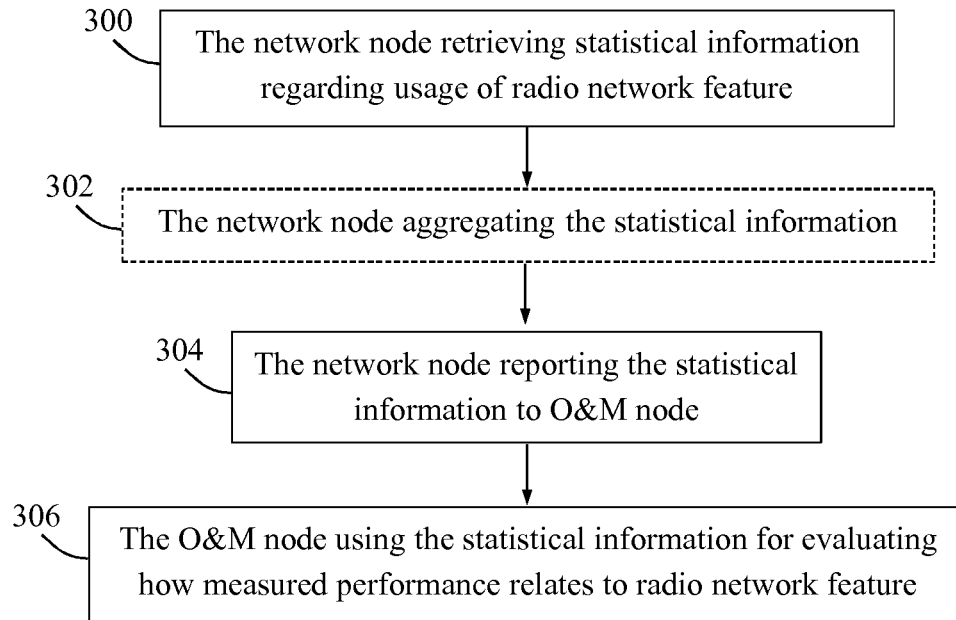 300
The network node retrieving statistical information
regarding usage of radio network feature
302
The network node aggregating the statistical information
304
The network node reporting the statistical
information to O&M node
306
The O&M node using the statistical information for evaluating
how measured performance relates to radio network feature